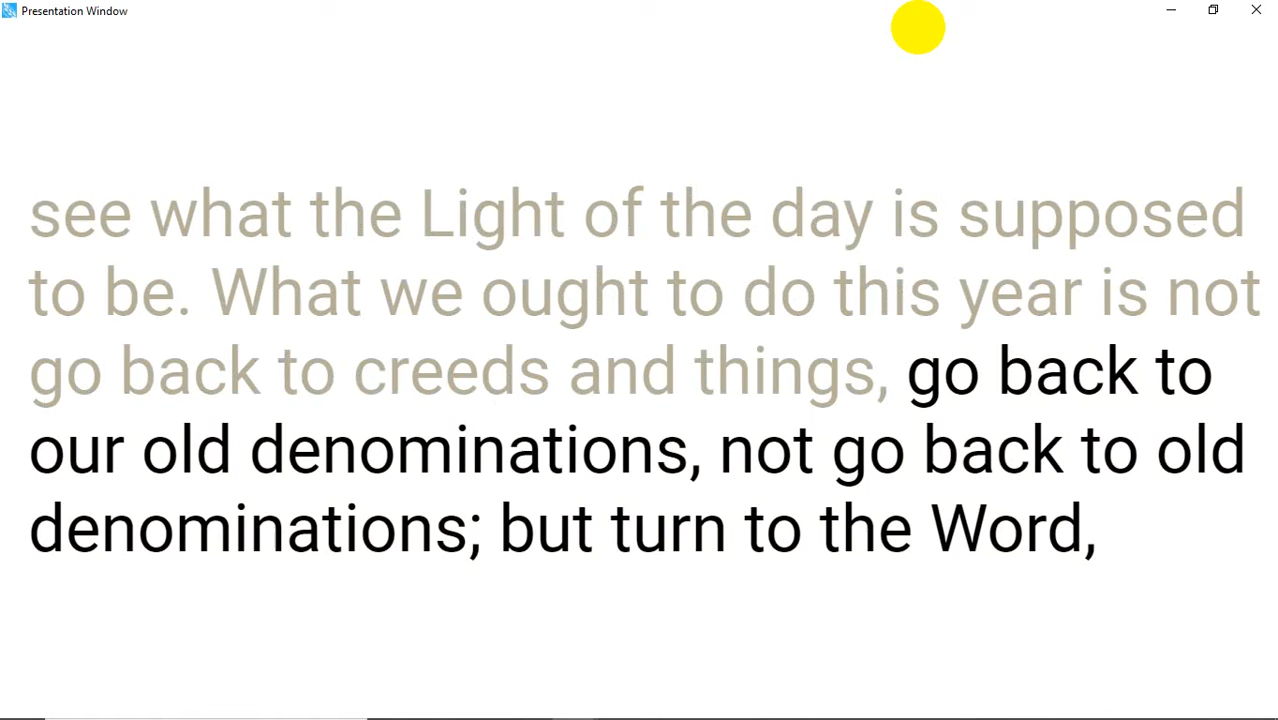 Presentation Window
see what the Light of the day is supposed
to be. What we ought to do this year is not
go back to creeds and things, go back to
our old denominations, not go back to old
denominations; but turn to the Word,